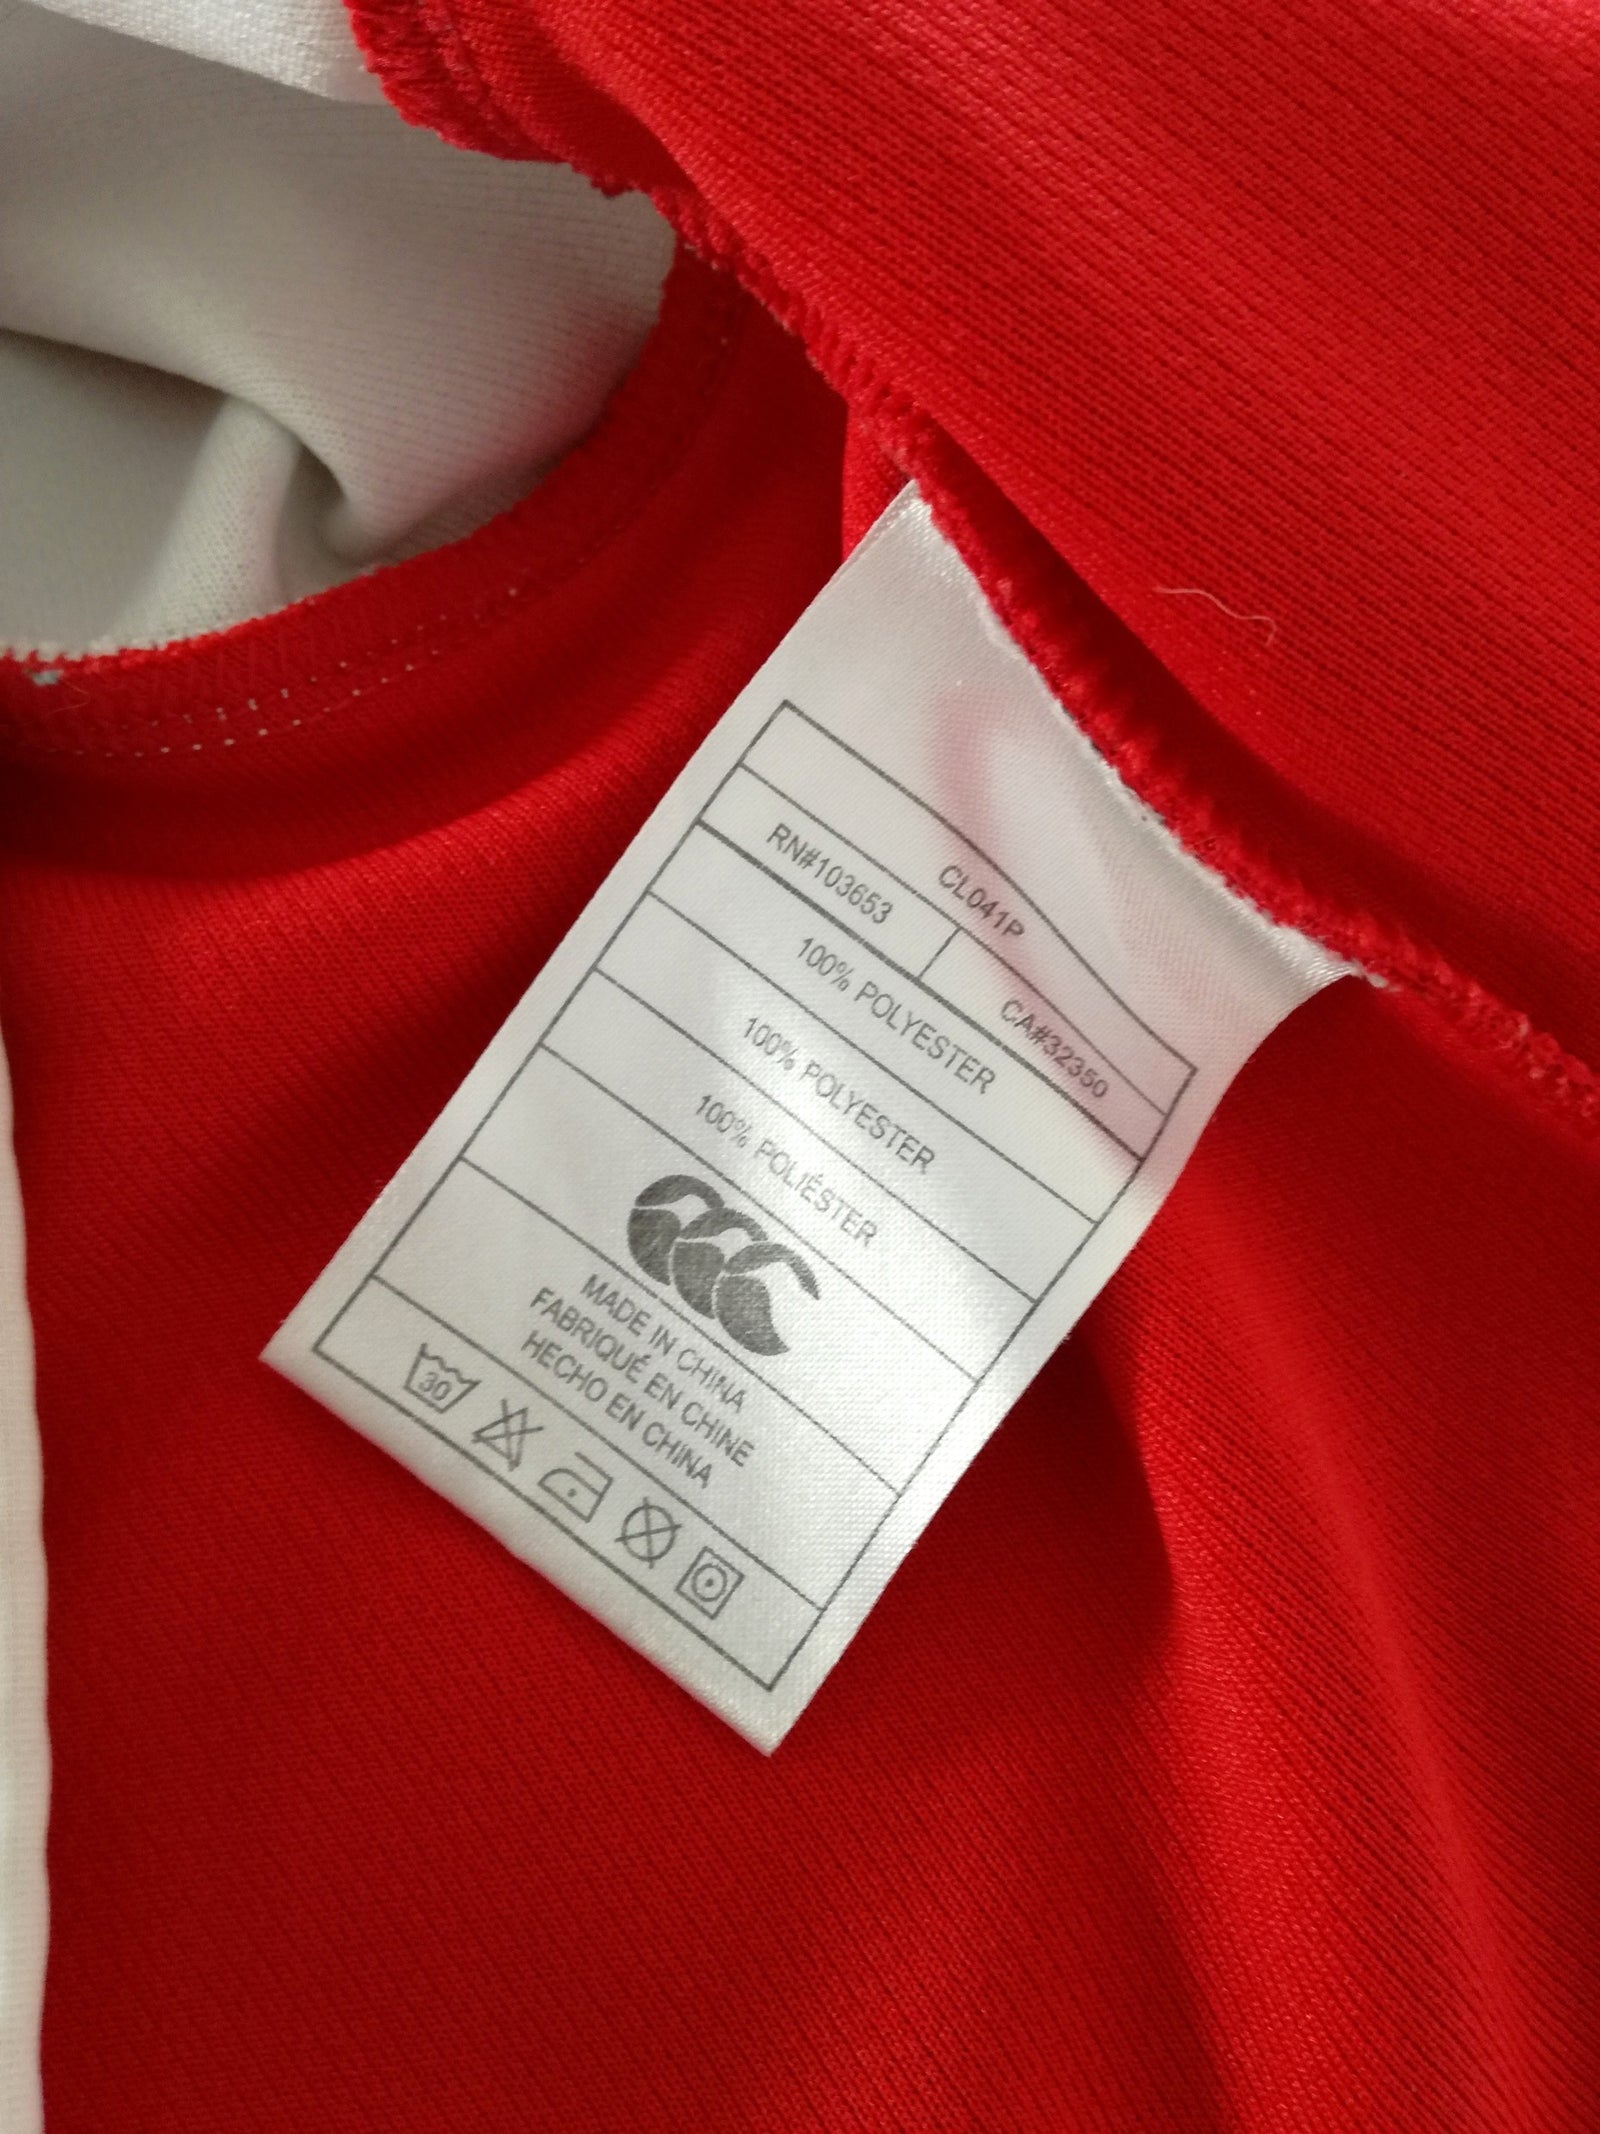 CL041P
RN#103653 CA#32350
100% POLYESTER
100% POLYESTER
100% POLIÉSTER
MADE IN CHINA
FABRIQUÉ EN CHINE
HECHO EN CHINA
30